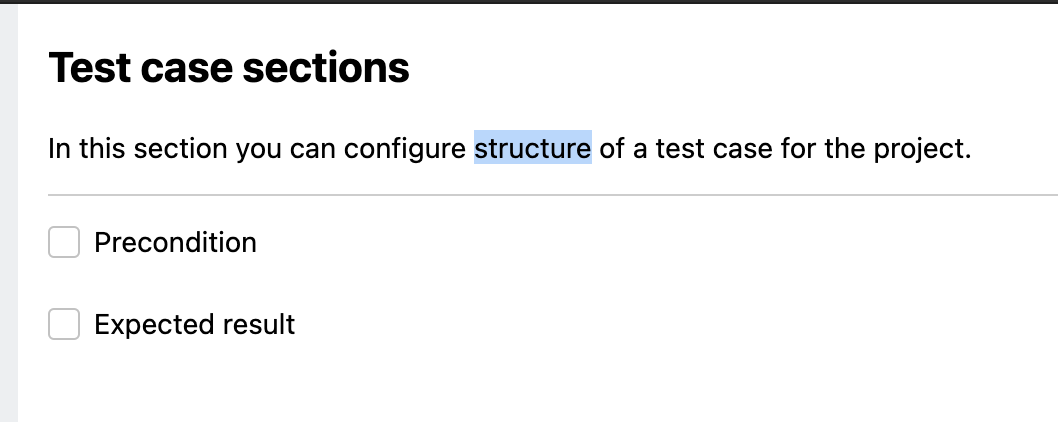 Test case sections
In this section you can configure structure of a test case for the project.
Precondition
Expected result